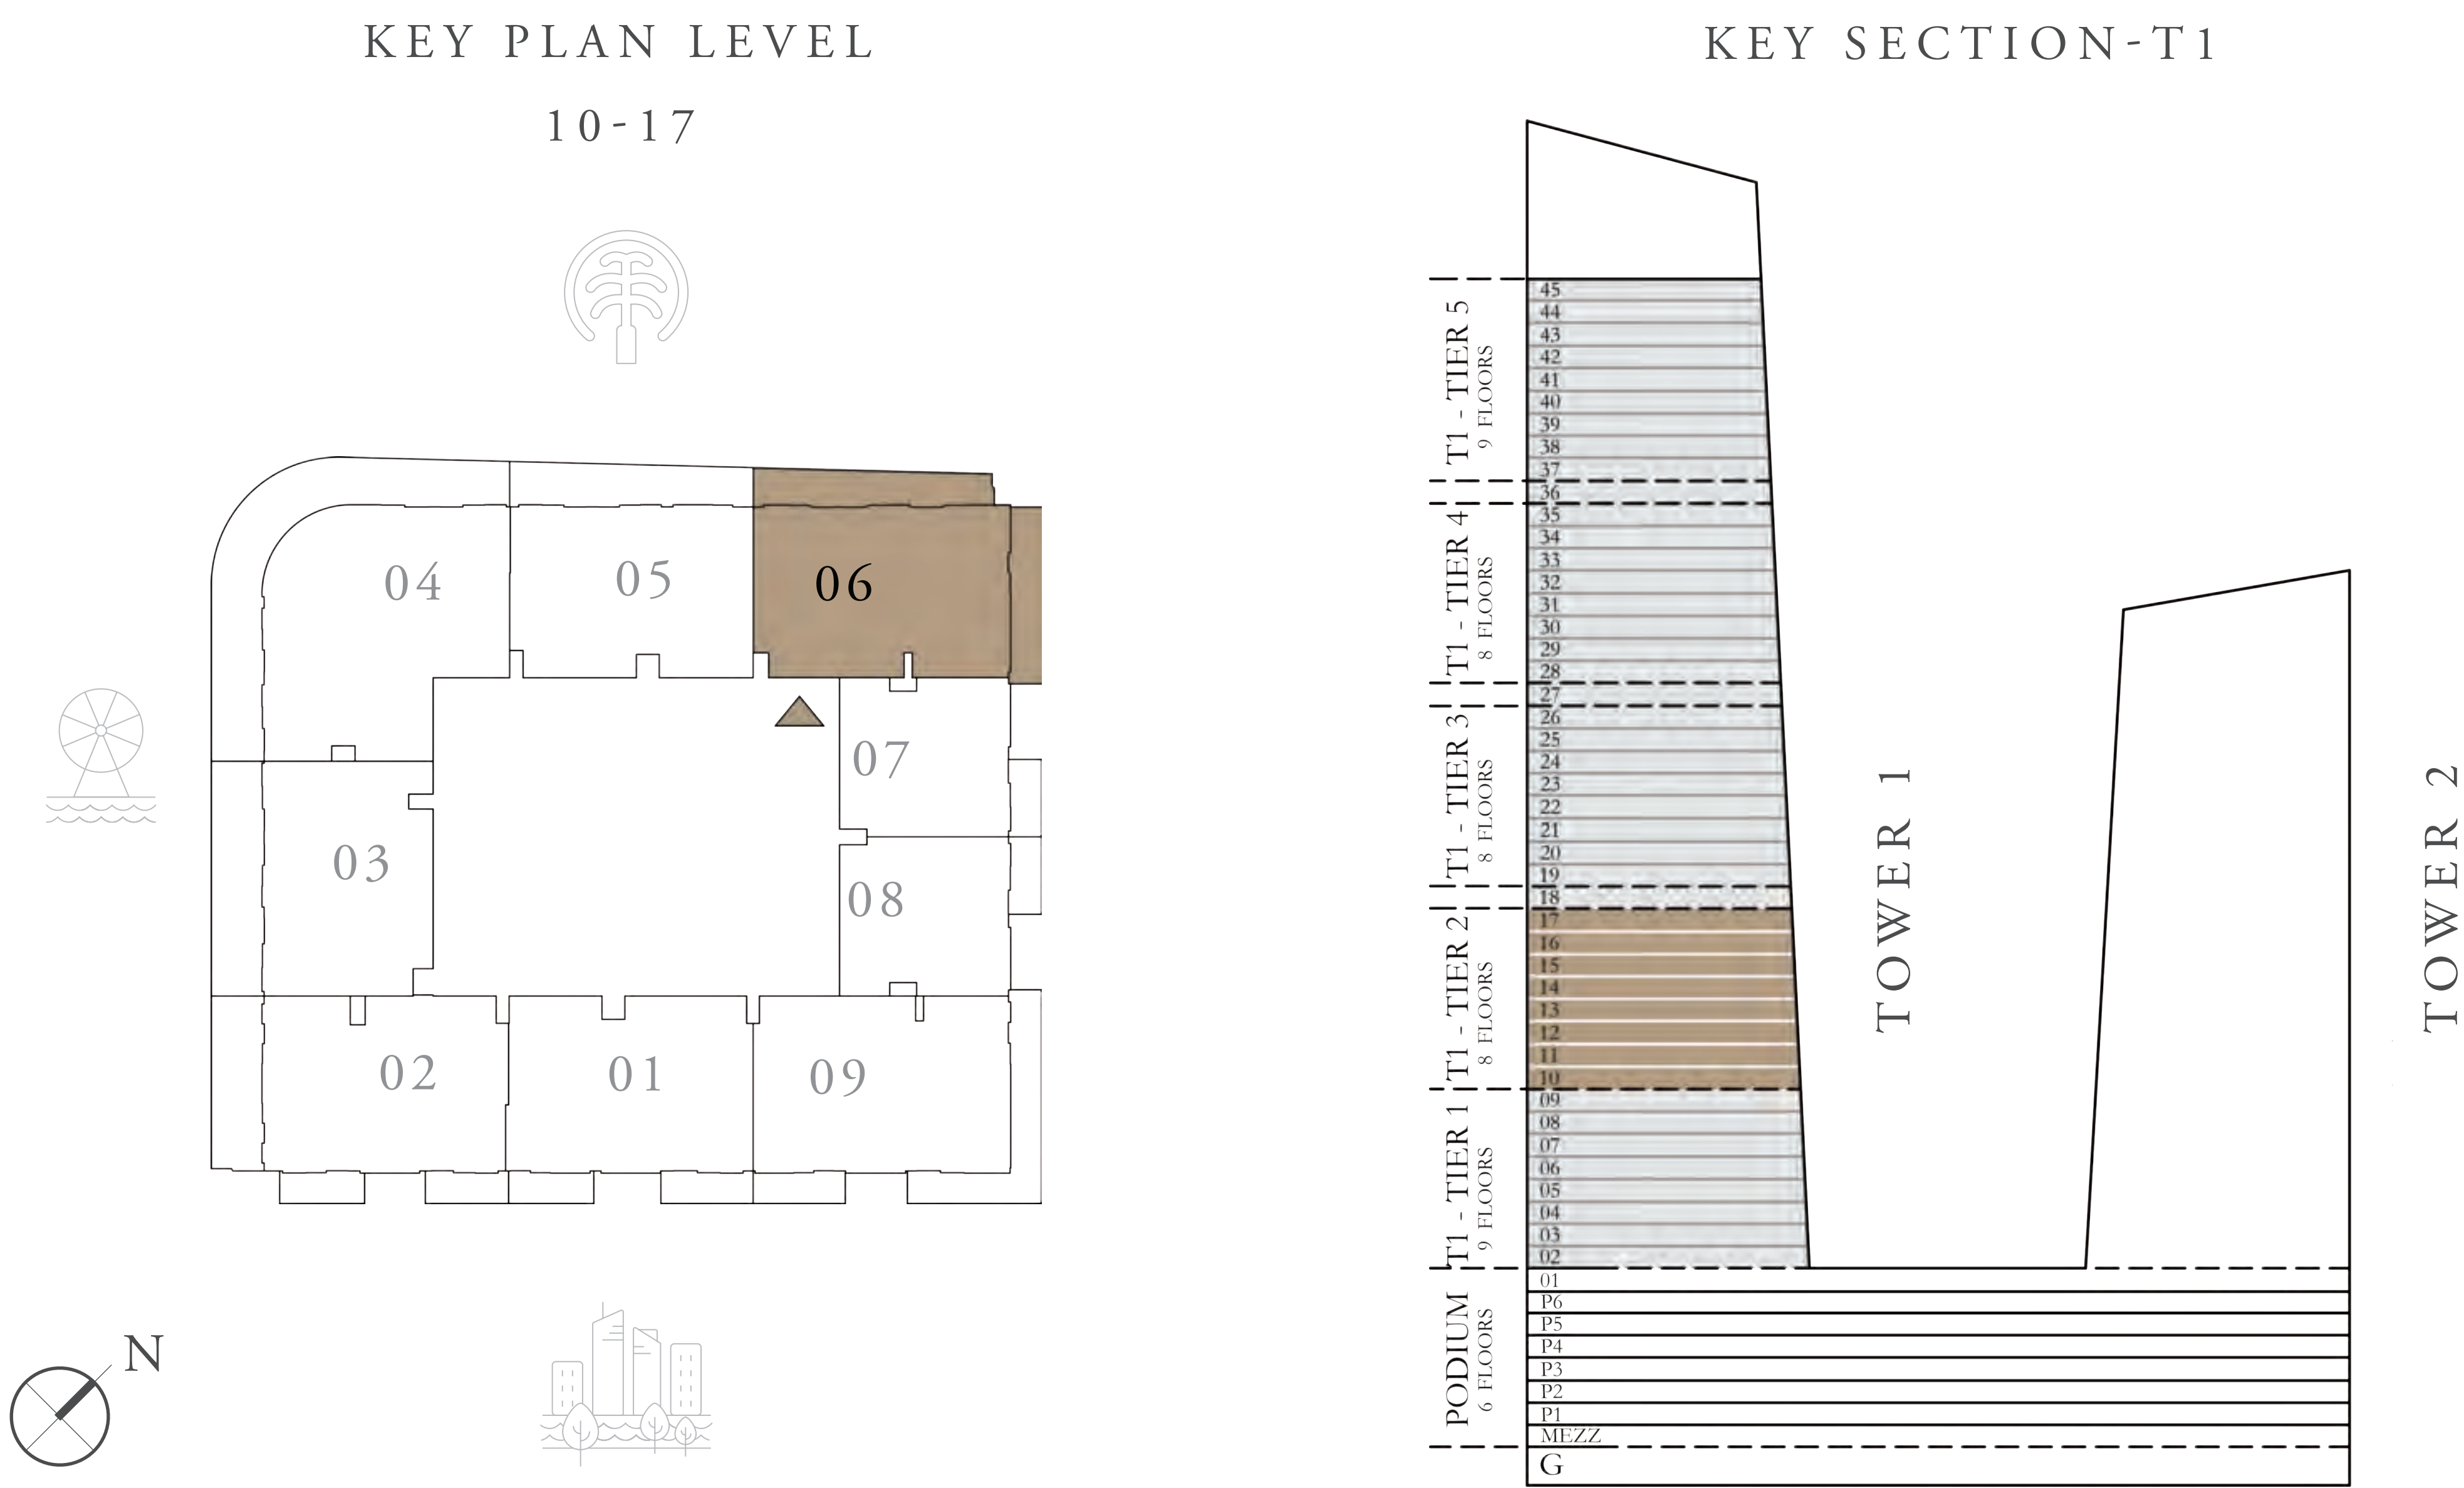 KEY PLAN LEVEL
10-17
04
05
06
07
03
08
02
01
09
N
KEY SECTION-T1
T1 - TIER 5
9 FLOORS
T1 - TIER 4
8 FLOORS
T1 - TIER 3
8 FLOORS
T1 - TIER 2
8 FLOORS
T1 - TIER 1
9 FLOORS
PODIUM
6 FLOORS
45
44
43
42
41
40
39
38
37
36
35
34
33
32
31
30
29
28
27
26
25
24
23
22
21
20
19
18
17
16
15
14
13
12
11
10
09
08
07
06
05
04
03
02
01
P6
P5
P4
P3
P2
P1
MEZZ
G
TOWER 1
TOWER 2